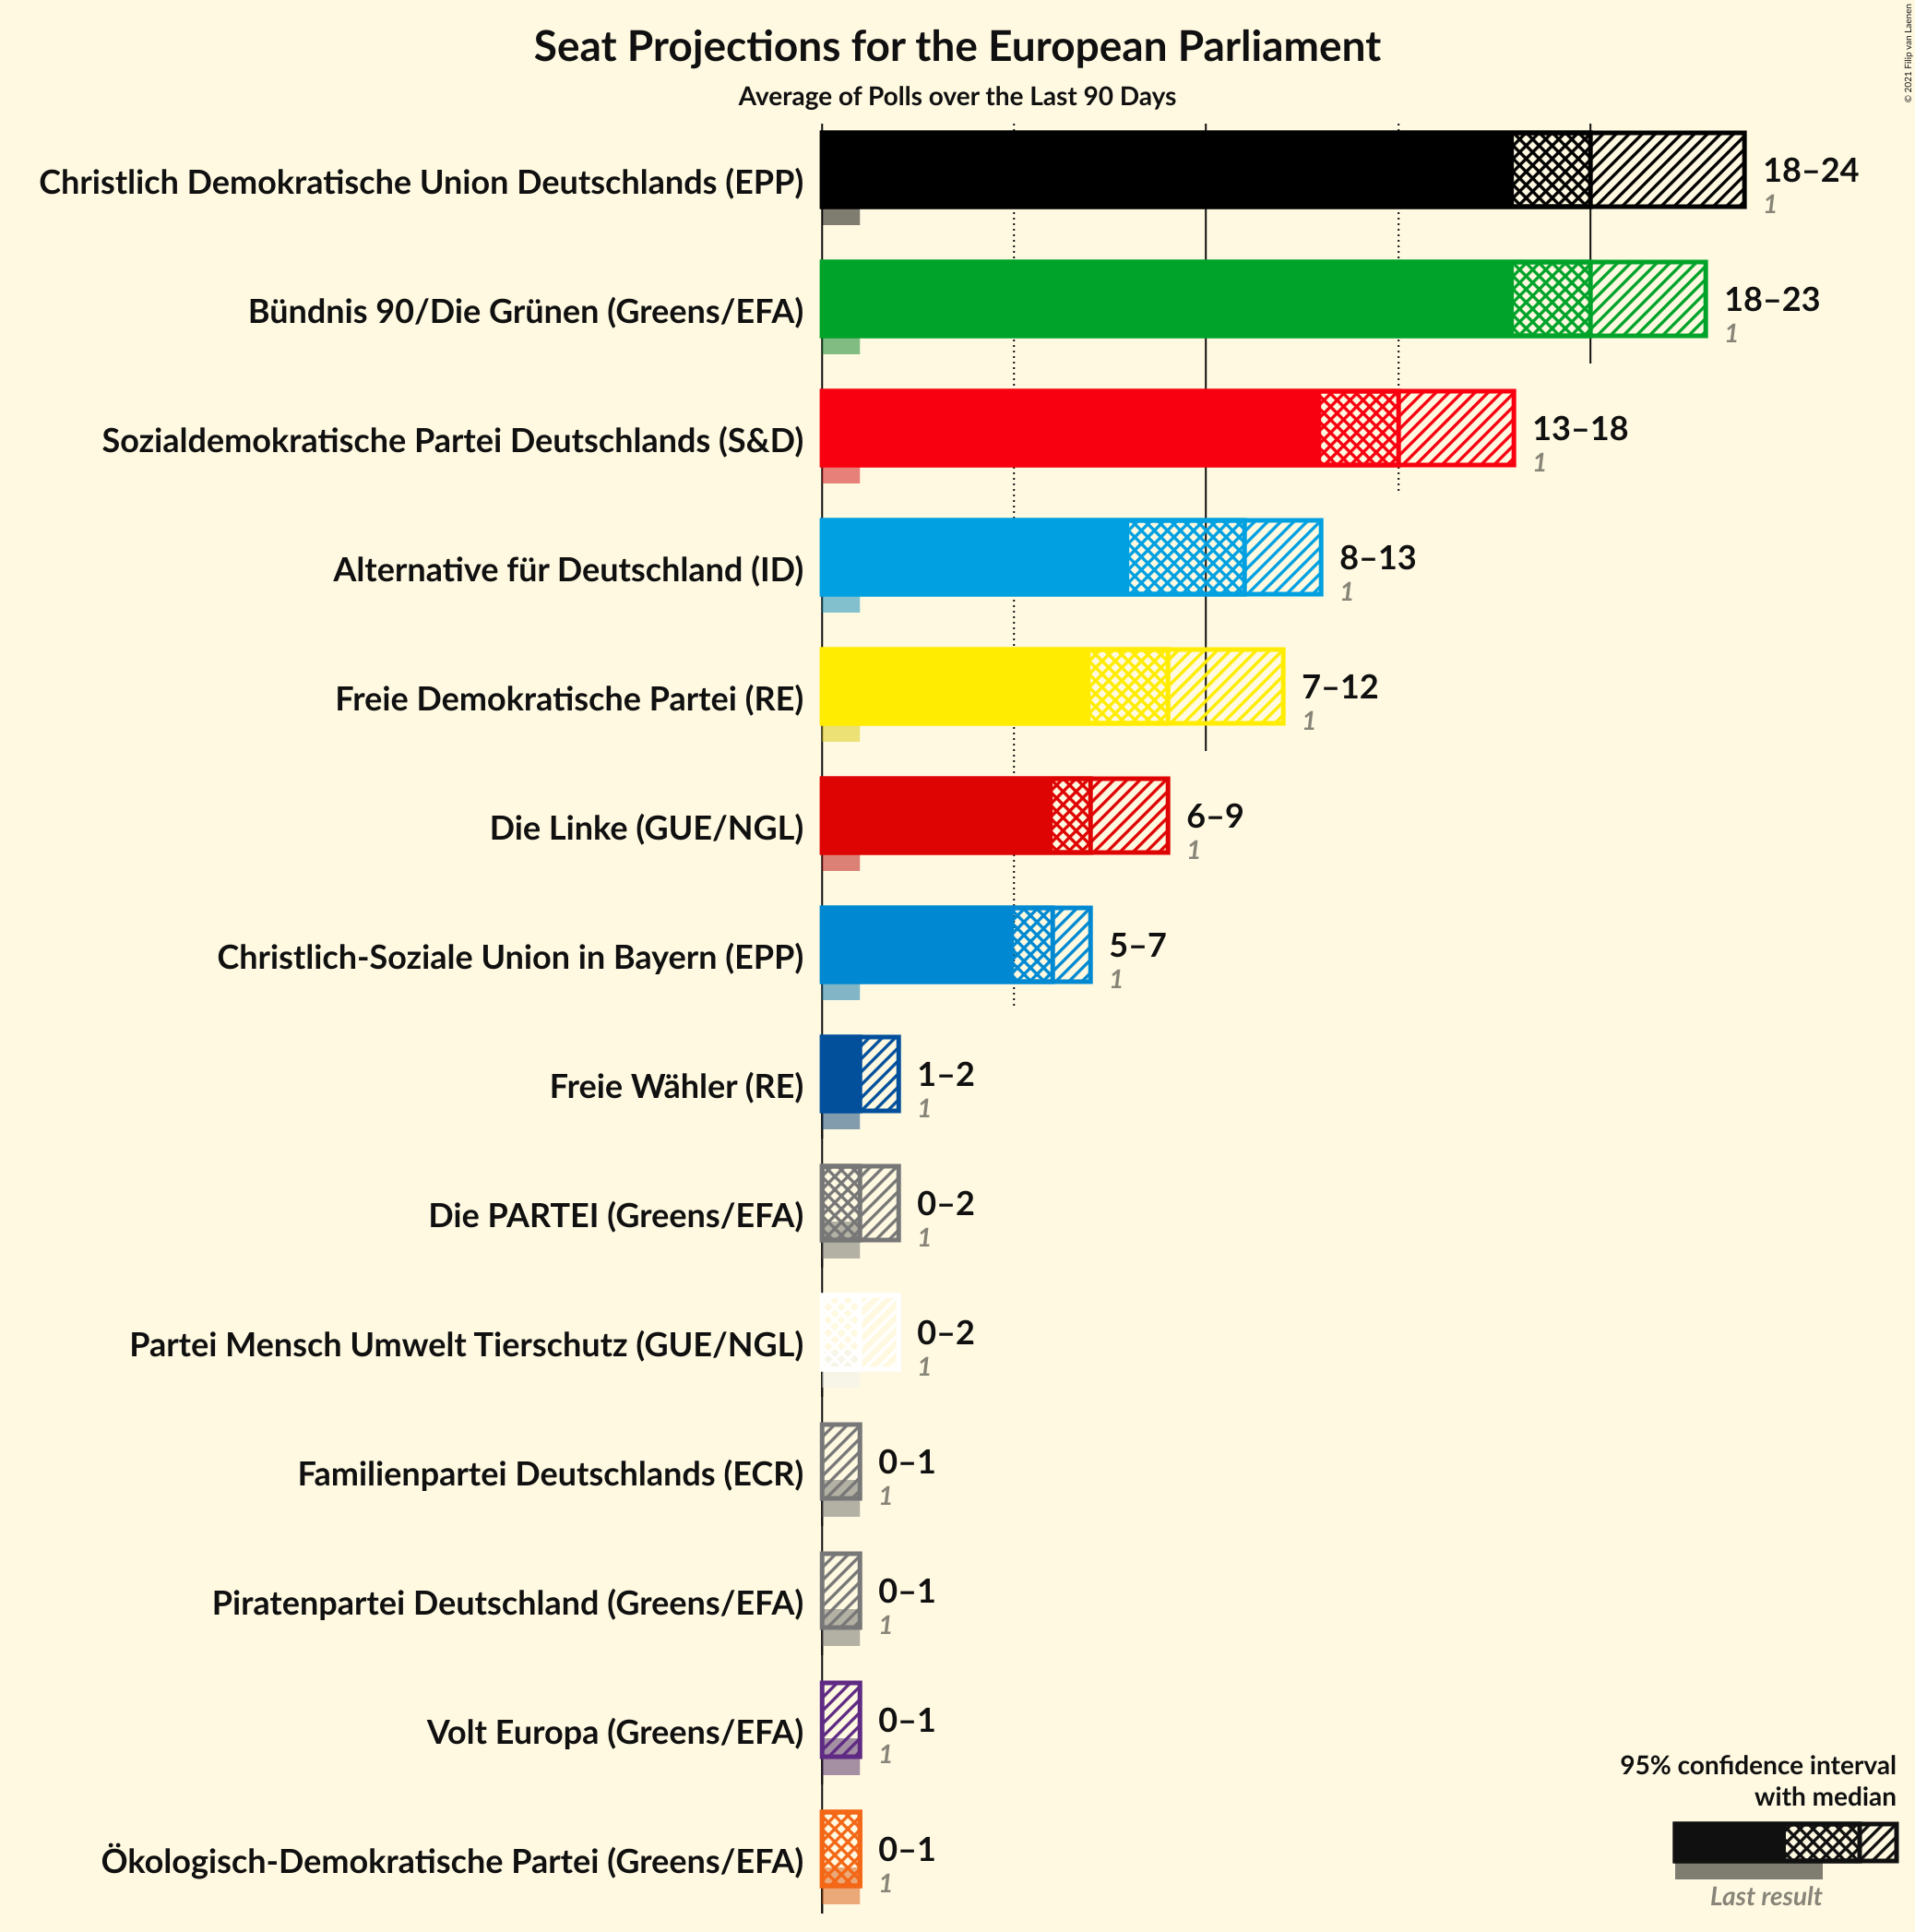 Seat Projections for the European Parliament
Average of Polls over the Last 90 Days
© 2021 Filip van Laenen
Christlich Demokratische Union Deutschlands (EPP)
18–24
1
Bündnis 90/Die Grünen (Greens/EFA)
18–23
1
Sozialdemokratische Partei Deutschlands (S&D)
13–18
1
Alternative für Deutschland (ID)
8–13
1
Freie Demokratische Partei (RE)
7–12
1
Die Linke (GUE/NGL)
6–9
1
Christlich-Soziale Union in Bayern (EPP)
5–7
1
Freie Wähler (RE)
1–2
1
Die PARTEI (Greens/EFA)
0–2
1
Partei Mensch Umwelt Tierschutz (GUE/NGL)
0–2
1
Familienpartei Deutschlands (ECR)
0–1
1
Piratenpartei Deutschland (Greens/EFA)
0–1
1
Volt Europa (Greens/EFA)
0–1
1
Ökologisch-Demokratische Partei (Greens/EFA)
0–1
1
95% confidence interval
with median
Last result